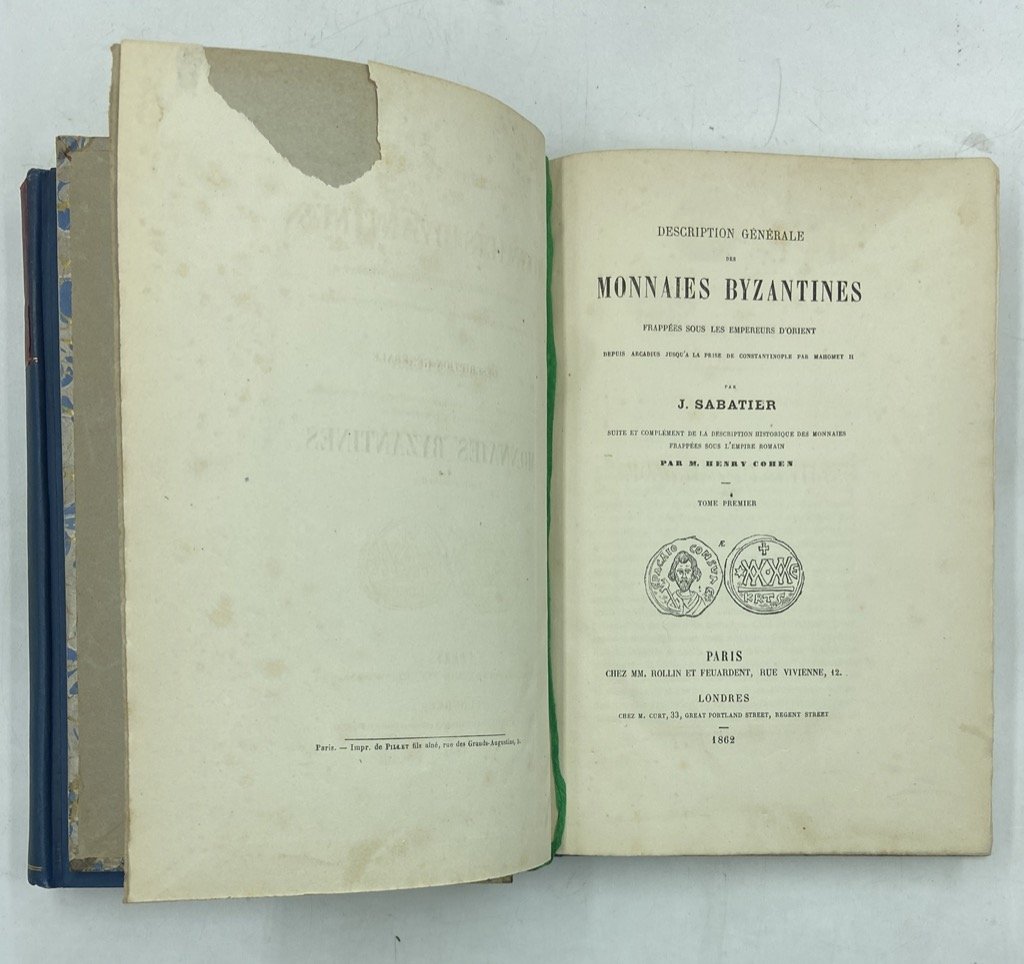 Paris. — Impr. de PILLET fils aîné, rue des Grands-Augustins, 5.
DESCRIPTION GÉNÉRALE
DES
MONNAIES BYZANTINES
FRAPPÉES SOUS LES EMPEREURS D'ORIENT
DEPUIS ARCADIUS JUSQU'A LA PRISE DE CONSTANTINOPLE PAR MAHOMET II
PAR
J. SABATIER
SUITE ET COMPLÉMENT DE LA DESCRIPTION HISTORIQUE DES MONNAIES
FRAPPÉES SOUS L'EMPIRE ROMAIN
PAR M. HENRY COHEN
TOME PREMIER
Æ
PARIS
CHEZ MM. ROLLIN ET FEUARDENT, RUE VIVIENNE, 12.
LONDRES
CHEZ M. CURT, 33, GREAT PORTLAND STREET, REGENT STREET
1862